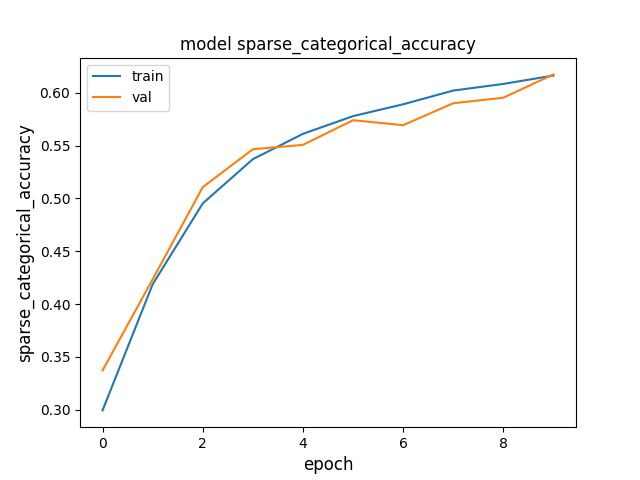 model sparse_categorical_accuracy
train
val
sparse_categorical_accuracy
0.60
0.55
0.50
0.45
0.40
0.35
0.30
0 2 4 6 8
epoch